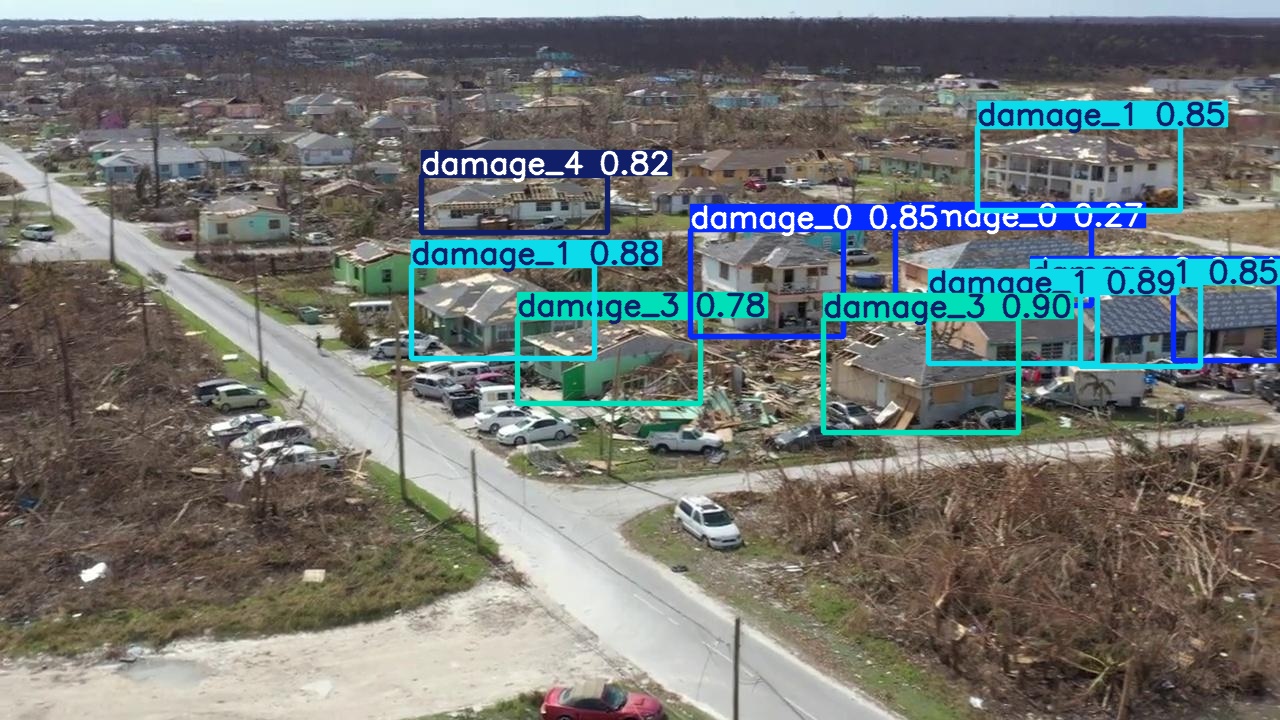 damage_1 0.85
damage_4 0.82
damage_0 0.85
mage_0 0.27
damage_1 0.88
1 0.85
damage_1 0.89
damage_3 0.78
damage_3 0.90